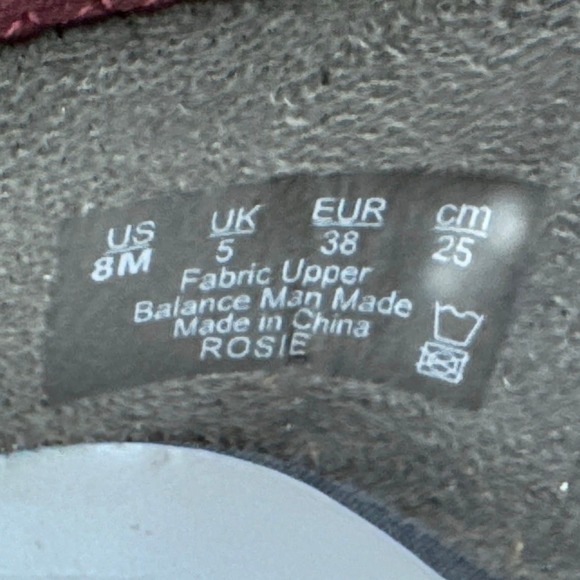 US UK EUR cm
8M 5 38 25
Fabric Upper
Balance Man Made
Made in China
ROSIE